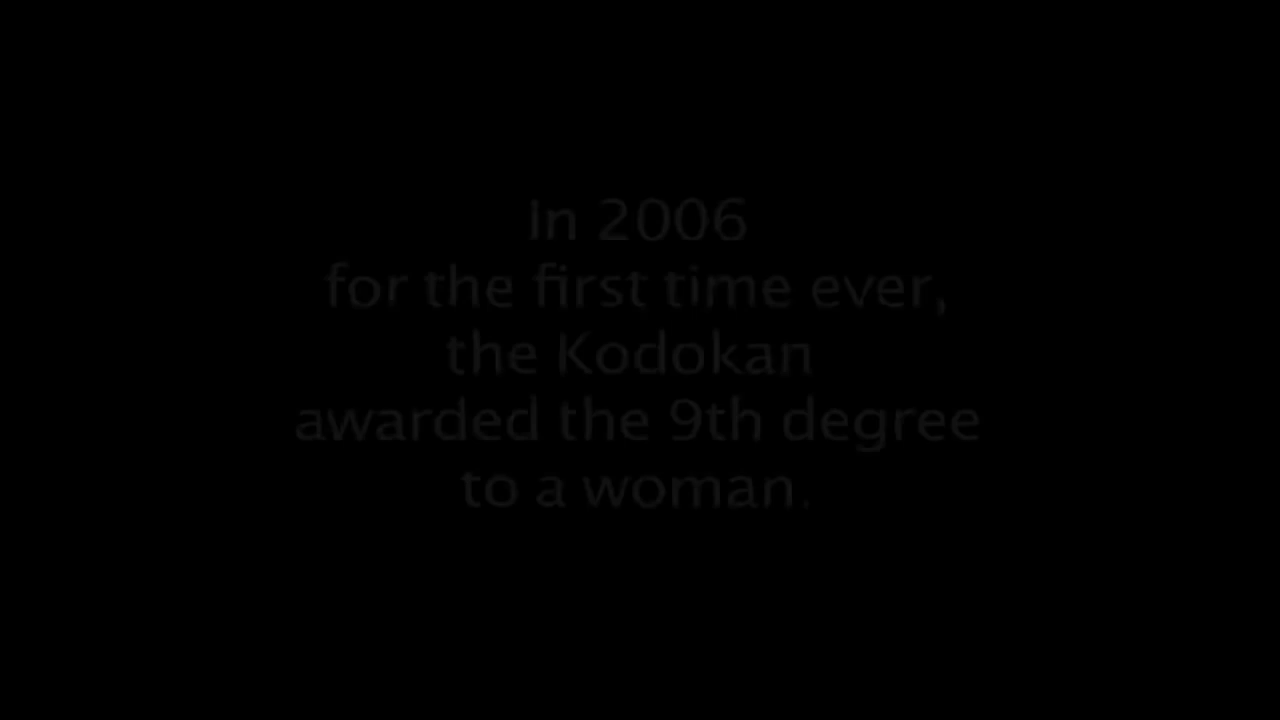 In 2006
for the first time ever,
the Kodokan
awarded the 9th degree
to a woman.